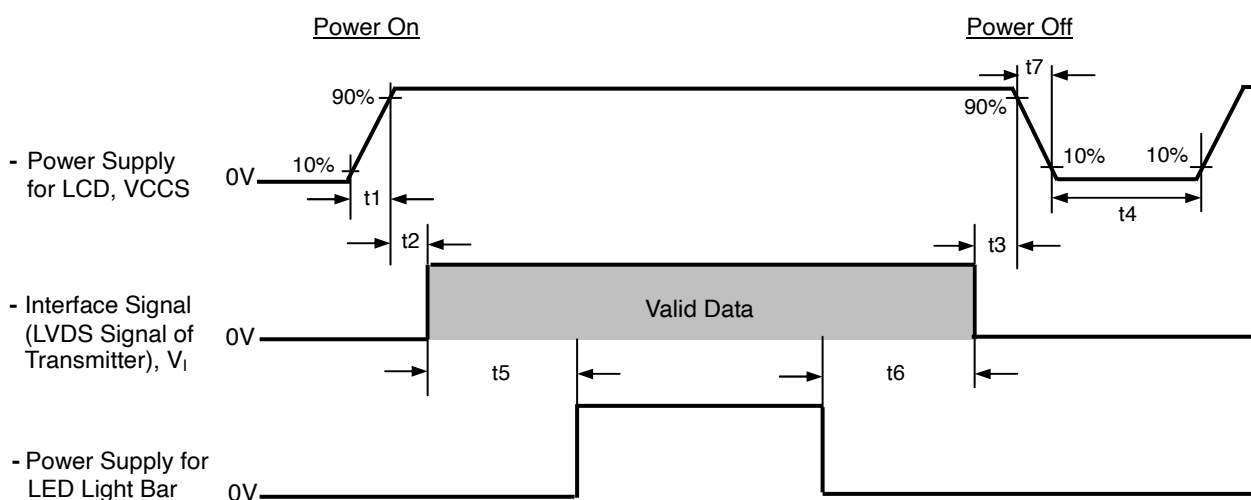 Power On
Power Off
t7
90%
90%
10%
10%
10%
- Power Supply
for LCD, VCCS
0V
t1
t4
t2
t3
- Interface Signal
(LVDS Signal of
Transmitter), VI
0V
Valid Data
t5
t6
- Power Supply for
LED Light Bar
0V